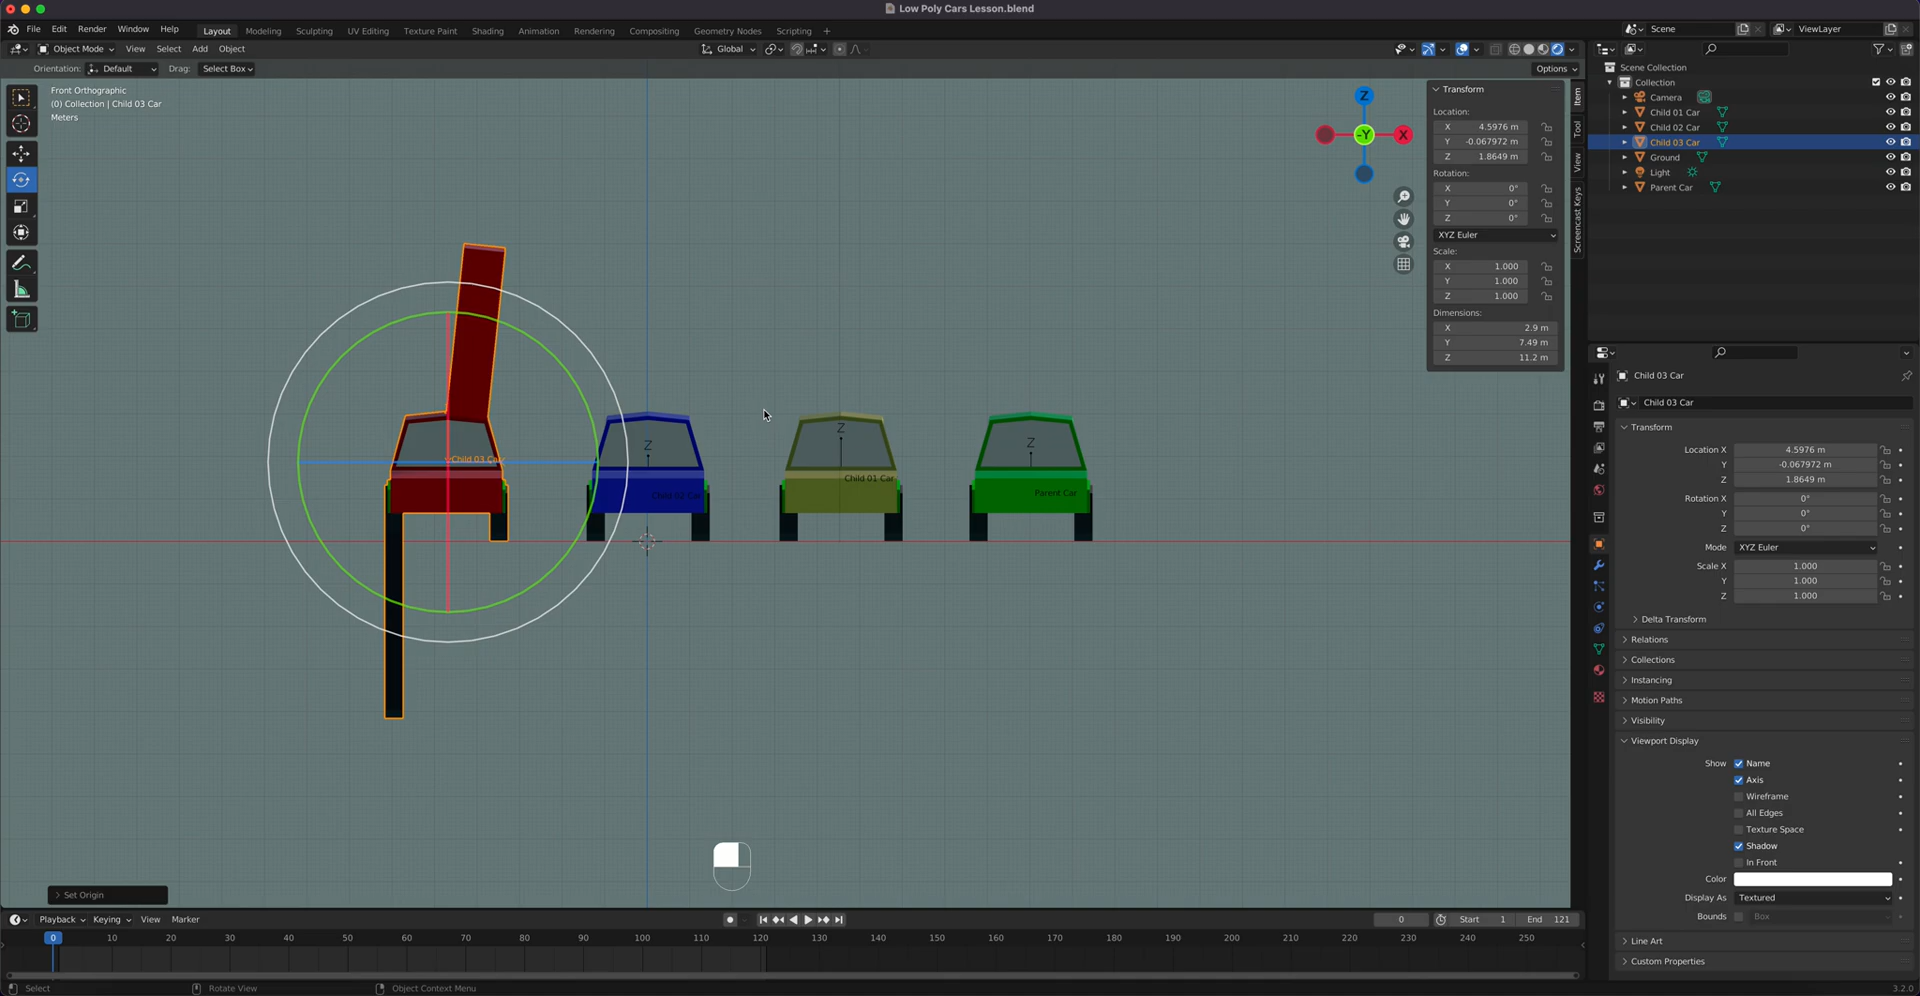 Low Poly Cars Lesson.blend
File Edit Render Window Help Layout Modeling Sculpting UV Editing Texture Paint Shading Animation Rendering Compositing Geometry Nodes Scripting + Scene ViewLayer
Object Mode View Select Add Object Global
Orientation: Default Drag: Select Box Options
Front Orthographic
(0) Collection | Child 03 Car
Meters
Z
-Y
X
Transform
Location:
X 4.5976 m
Y -0.067972 m
Z 1.8649 m
Rotation:
X 0°
Y 0°
Z 0°
XYZ Euler
Scale:
X 1.000
Y 1.000
Z 1.000
Dimensions:
X 2.9 m
Y 7.49 m
Z 11.2 m
Item
Tool
View
Screencast Keys
Scene Collection
Collection
Camera
Child 01 Car
Child 02 Car
Child 03 Car
Ground
Light
Parent Car
Z
Z
Z
Child 03 Car
Child 02 Car
Child 01 Car
Parent Car
Child 03 Car
Child 03 Car
Transform
Location X 4.5976 m
Y -0.067972 m
Z 1.8649 m
Rotation X 0°
Y 0°
Z 0°
Mode XYZ Euler
Scale X 1.000
Y 1.000
Z 1.000
Delta Transform
Relations
Collections
Instancing
Motion Paths
Visibility
Viewport Display
Show Name
Axis
Wireframe
All Edges
Texture Space
Shadow
In Front
Color
Display As Textured
Bounds Box
Line Art
Custom Properties
Set Origin
Playback Keying View Marker 0 Start 1 End 121
0 10 20 30 40 50 60 70 80 90 100 110 120 130 140 150 160 170 180 190 200 210 220 230 240 250
Select Rotate View Object Context Menu 3.2.0